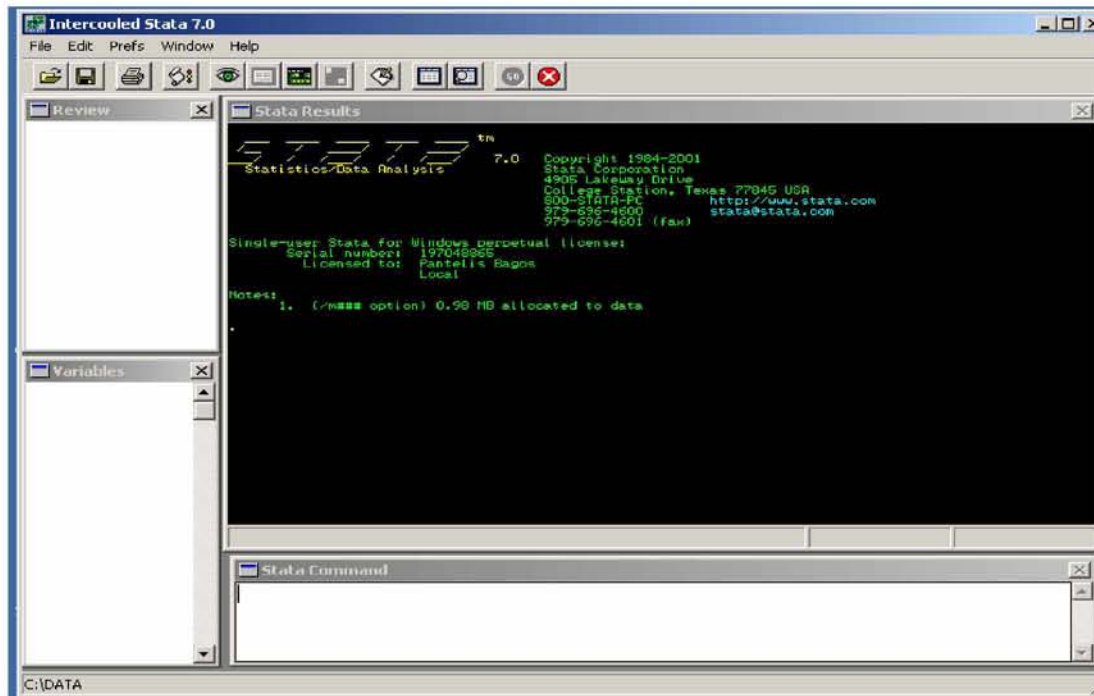 Intercooled Stata 7.0
File Edit Prefs Window Help
Review
Stata Results
STATA tm
7.0 Copyright 1984-2001
Statistics/Data Analysis Stata Corporation
4905 Lakeway Drive
College Station, Texas 77845 USA
800-STATA-PC http://www.stata.com
979-696-4600 stata@stata.com
979-696-4601 (fax)
Single-user Stata for Windows perpetual license:
Serial number: 197048865
Licensed to: Pantelis Bagos
Local
Notes:
1. (/m### option) 0.98 MB allocated to data
.
Variables
Stata Command
C:\DATA